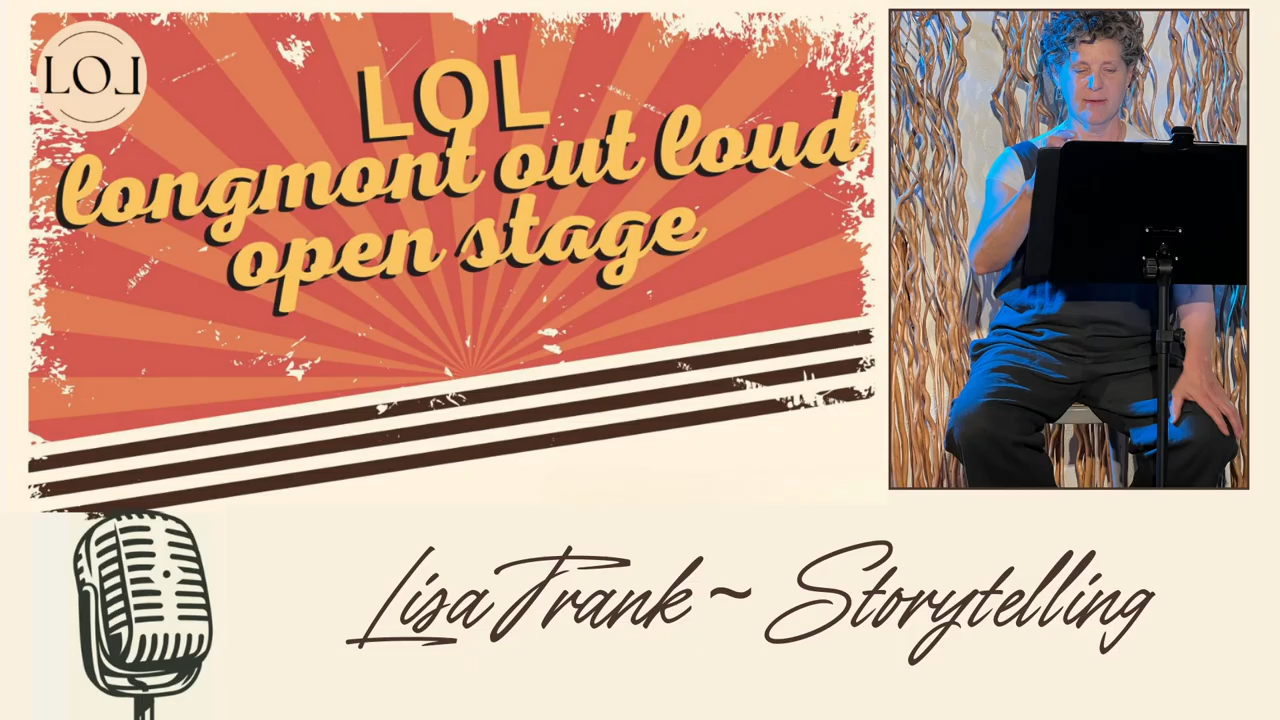 LOL
LOL
longmont out loud
open stage
Lisa Frank ~ Storytelling